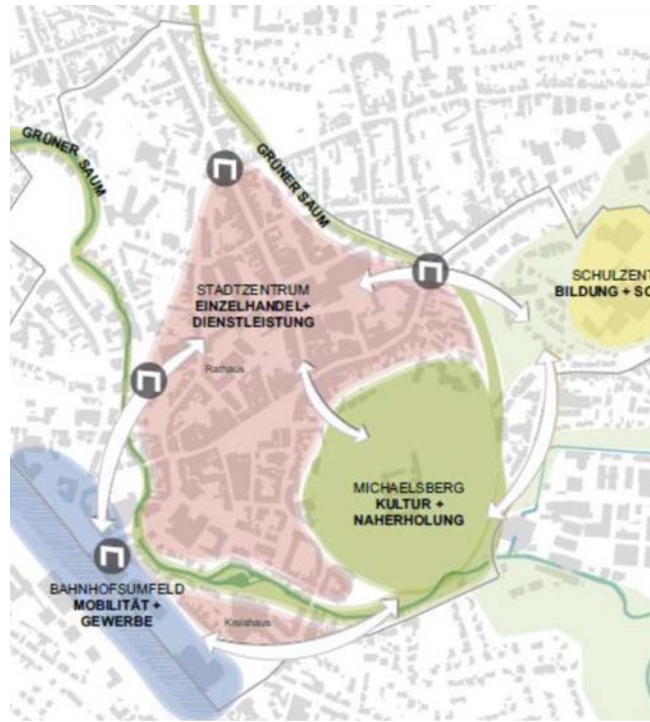 GRÜNER SAUM
GRÜNER SAUM
STADTZENTRUM
EINZELHANDEL+
DIENSTLEISTUNG
SCHULZENT
BILDUNG + SC
Rathaus
MICHAELSBERG
KULTUR +
NAHERHOLUNG
BAHNHOFSUMFELD
MOBILITÄT +
GEWERBE
Kreishaus